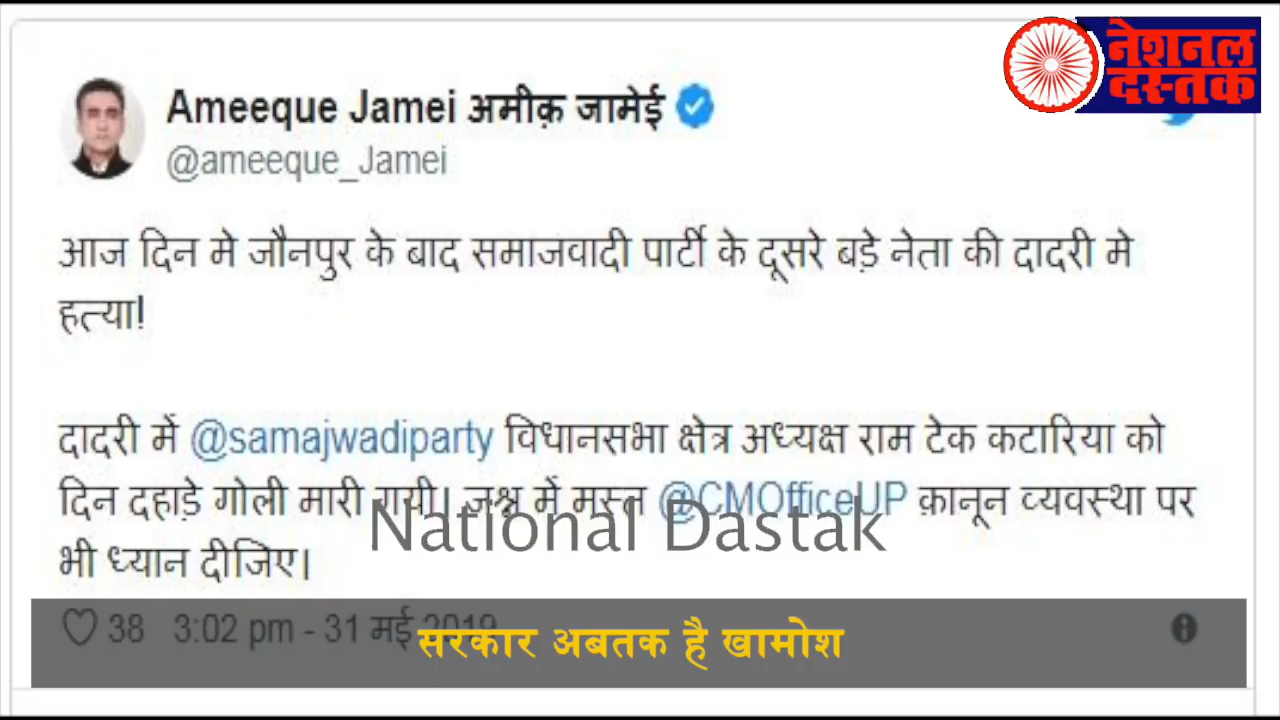 नेशनल
दस्तक
Ameeque Jamei अमीक़ जामेई
@ameeque_Jamei
आज दिन मे जौनपुर के बाद समाजवादी पार्टी के दूसरे बड़े नेता की दादरी मे
हत्या!
दादरी में @samajwadiparty विधानसभा क्षेत्र अध्यक्ष राम टेक कटारिया को
दिन दहाड़े गोली मारी गयी। जश्न में मस्त @CMOfficeUP क़ानून व्यवस्था पर
National Dastak
भी ध्यान दीजिए।
38 3:02 pm - 31 मई 2019
सरकार अबतक है खामोश